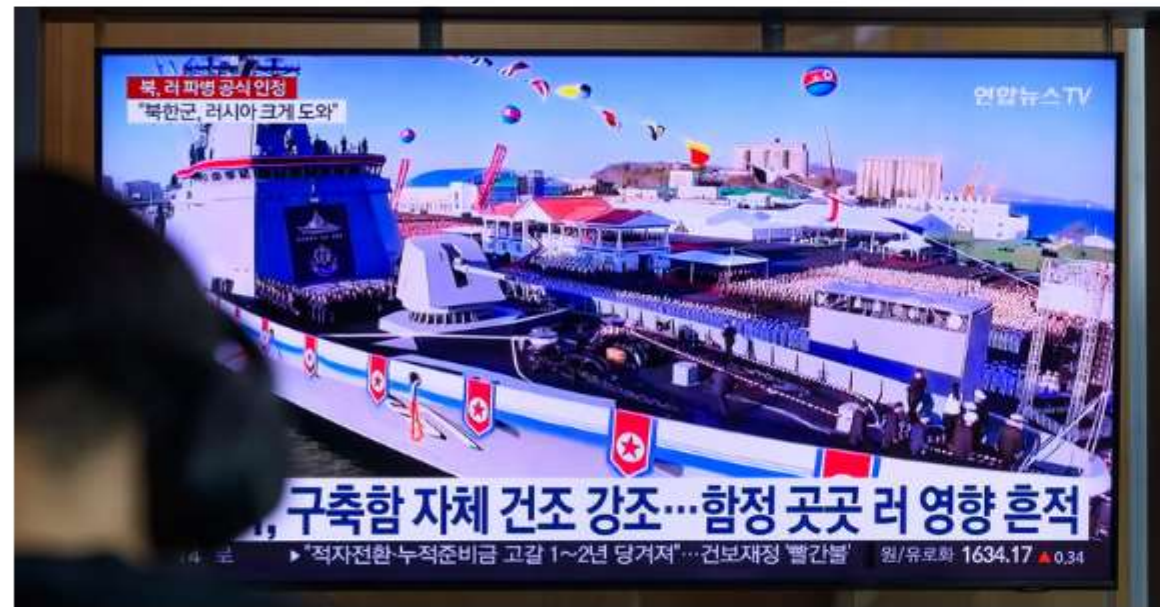 북, 러 파병 공식 인정
"북한군, 러시아 크게 도와"
연합뉴스TV
, 구축함 자체 건조 강조…함정 곳곳 러 영향 흔적
▶"적자전환·누적준비금 고갈 1~2년 당겨져"…건보재정 '빨간불' 원/유로화 1634.17 ▲0.34